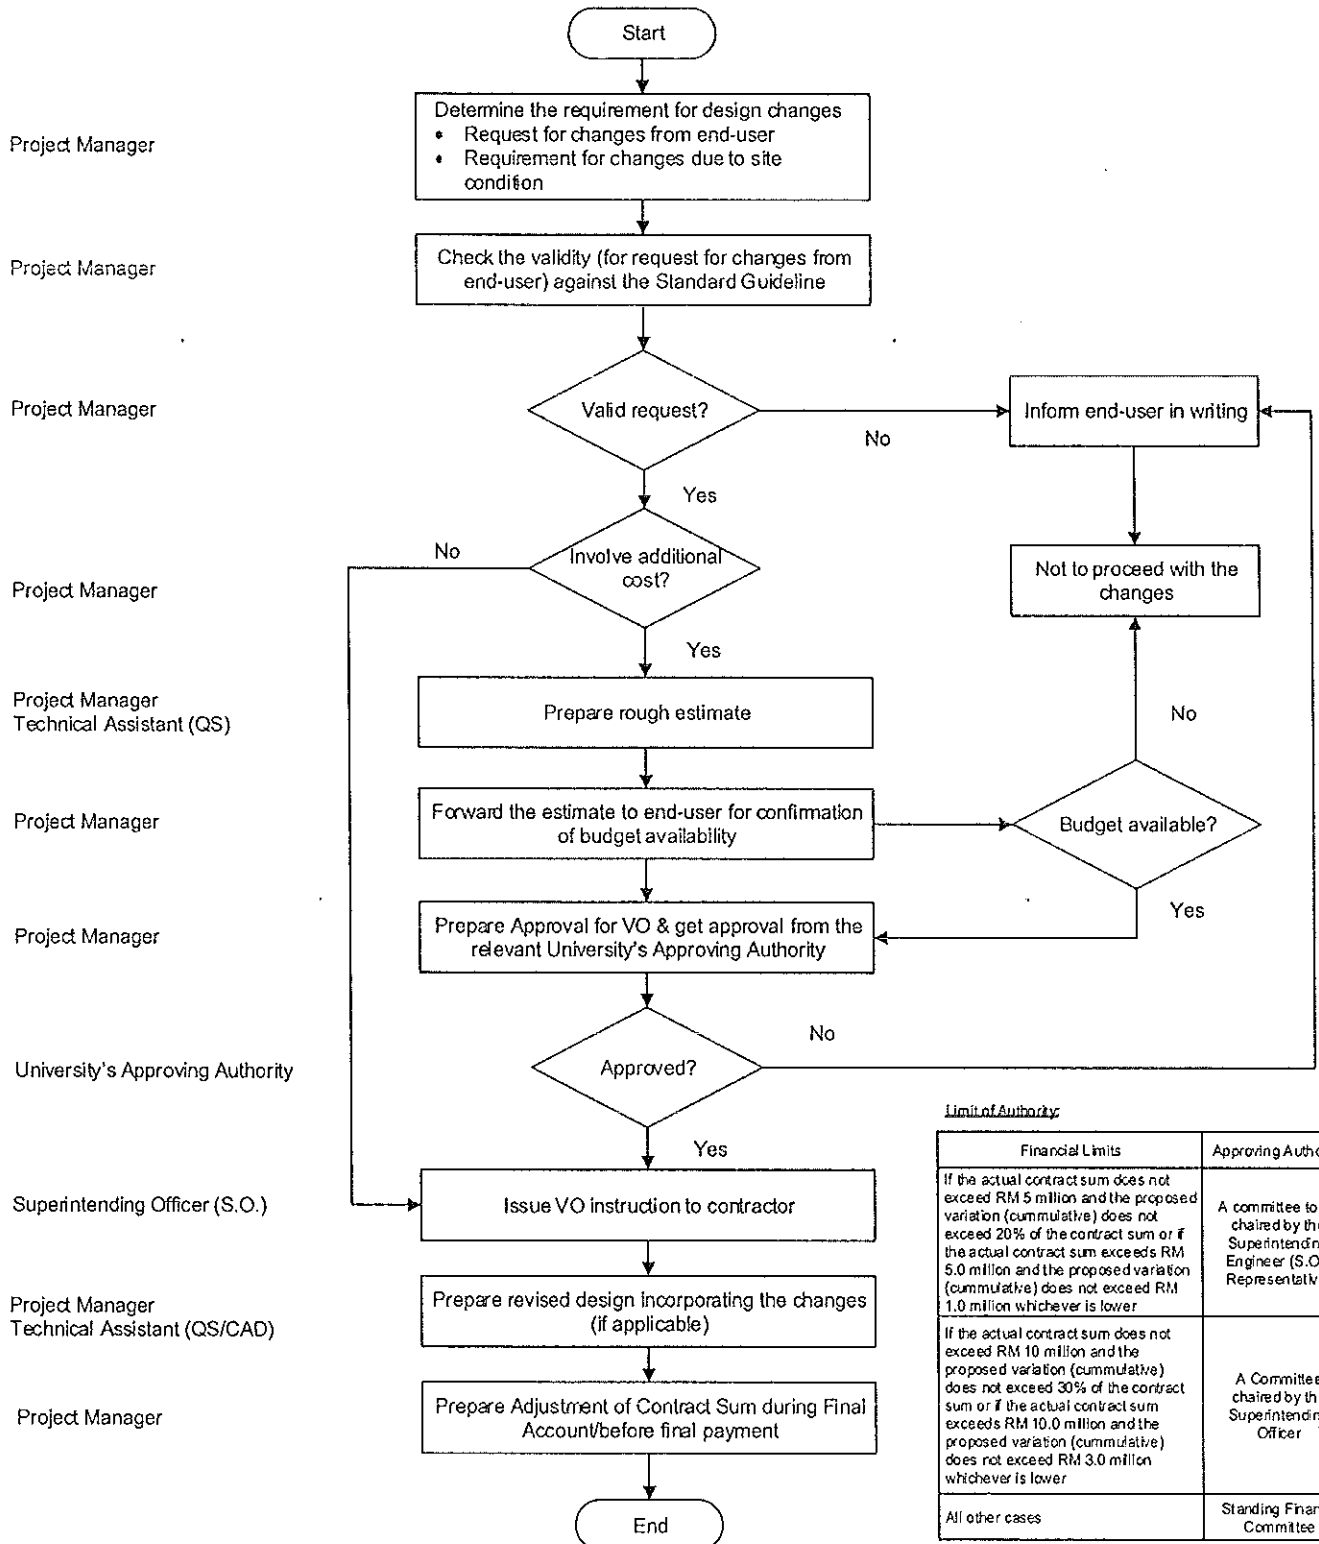 Start
Project Manager
Determine the requirement for design changes
• Request for changes from end-user
• Requirement for changes due to site
condition
Project Manager
Check the validity (for request for changes from
end-user) against the Standard Guideline
Project Manager
Valid request?
No
Inform end-user in writing
Yes
No
Involve additional
cost?
Project Manager
Not to proceed with the
changes
Yes
Project Manager
Technical Assistant (QS)
Prepare rough estimate
No
Project Manager
Forward the estimate to end-user for confirmation
of budget availability
Budget available?
Yes
Project Manager
Prepare Approval for VO & get approval from the
relevant University's Approving Authority
No
University's Approving Authority
Approved?
Yes
Superintending Officer (S.O.)
Issue VO instruction to contractor
Project Manager
Technical Assistant (QS/CAD)
Prepare revised design incorporating the changes
(if applicable)
Project Manager
Prepare Adjustment of Contract Sum during Final
Account/before final payment
End
Limit of Authority:
Financial Limits
Approving
If the actual contract sum does not
exceed RM 5 million and the proposed
variation (cummulative) does not
exceed 20% of the contract sum or if
the actual contract sum exceeds RM
5.0 million and the proposed variation
(cummulative) does not exceed RM
1.0 million whichever is lower
A committee to
chaired by
Engineer
If the actual contract sum does not
exceed RM 10 million and the
proposed variation (cummulative)
does not exceed 30% of the contract
sum or if the actual contract sum
exceeds RM 10.0 million and the
proposed variation (cummulative)
does not exceed RM 3.0 million
whichever is lower
A
chaired by
Officer
All other cases
Standing
Committee